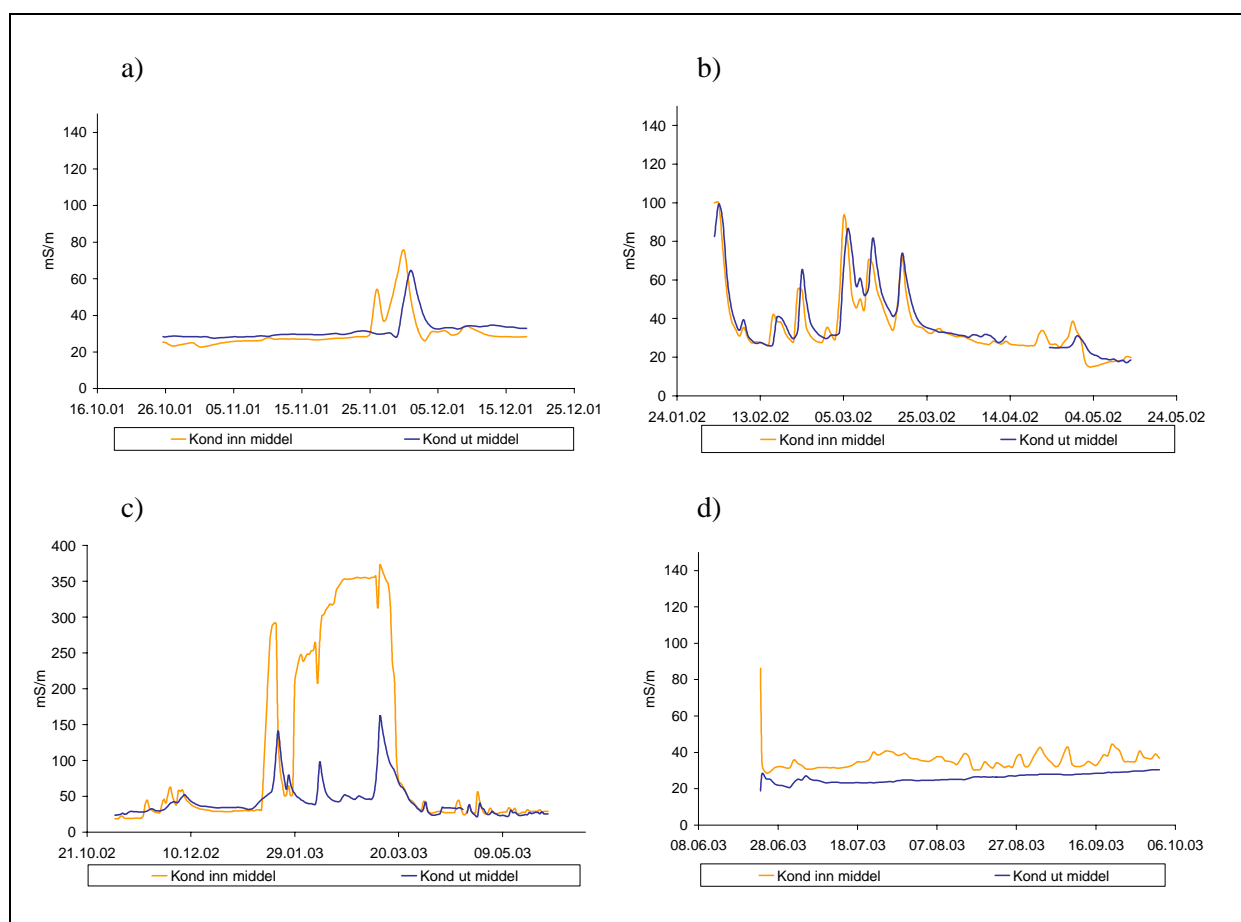 a)
mS/m
140
120
100
80
60
40
20
0
16.10.01 26.10.01 05.11.01 15.11.01 25.11.01 05.12.01 15.12.01 25.12.01
Kond inn middel Kond ut middel
b)
mS/m
140
120
100
80
60
40
20
0
24.01.02 13.02.02 05.03.02 25.03.02 14.04.02 04.05.02 24.05.02
Kond inn middel Kond ut middel
c)
mS/m
400
350
300
250
200
150
100
50
0
21.10.02 10.12.02 29.01.03 20.03.03 09.05.03
Kond inn middel Kond ut middel
d)
mS/m
140
120
100
80
60
40
20
0
08.06.03 28.06.03 18.07.03 07.08.03 27.08.03 16.09.03 06.10.03
Kond inn middel Kond ut middel